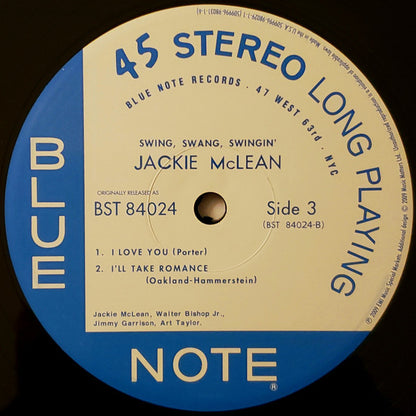 45 STEREO LONG PLAYING
BLUE NOTE RECORDS · 47 WEST 63rd · NYC
SWING, SWANG, SWINGIN'
JACKIE McLEAN
ORIGINALLY RELEASED AS
BST 84024
Side 3
(BST 84024-B)
1. I LOVE YOU (Porter)
2. I'LL TAKE ROMANCE
(Oakland-Hammerstein)
Jackie McLean, Walter Bishop Jr.,
Jimmy Garrison, Art Taylor.
BLUE
NOTE ®